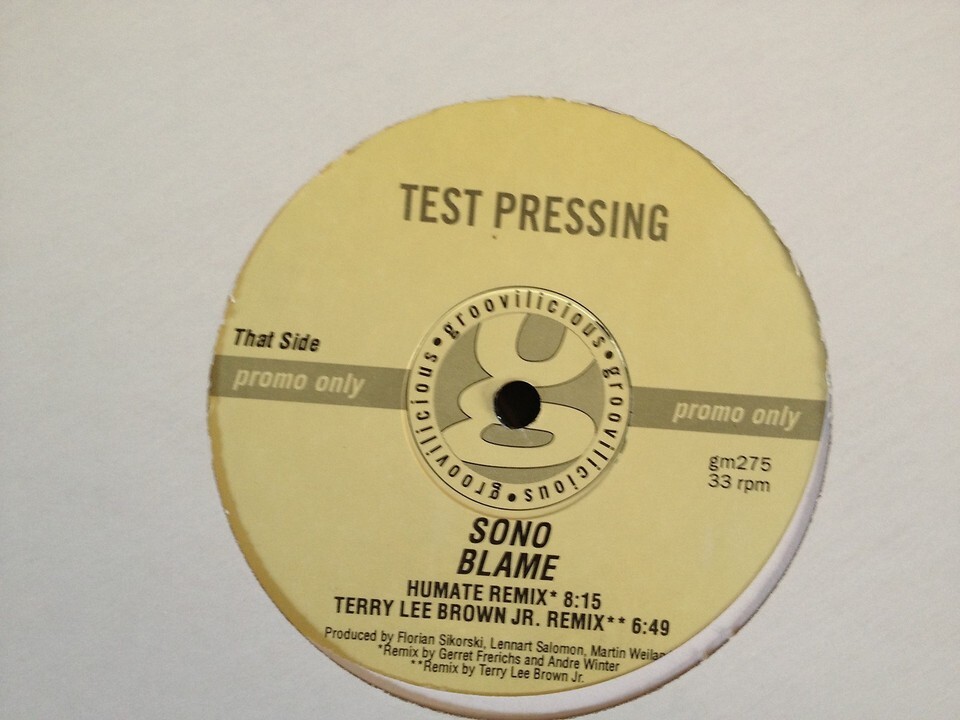 TEST PRESSING
groovilicious • groovilicious • groovilicious •
That Side
promo only
promo only
gm275
33 rpm
SONO
BLAME
HUMATE REMIX* 8:15
TERRY LEE BROWN JR. REMIX** 6:49
Produced by Florian Sikorski, Lennart Salomon, Martin
*Remix by Gerret Frerichs and Andre Winter
**Remix by Terry Lee Brown Jr.